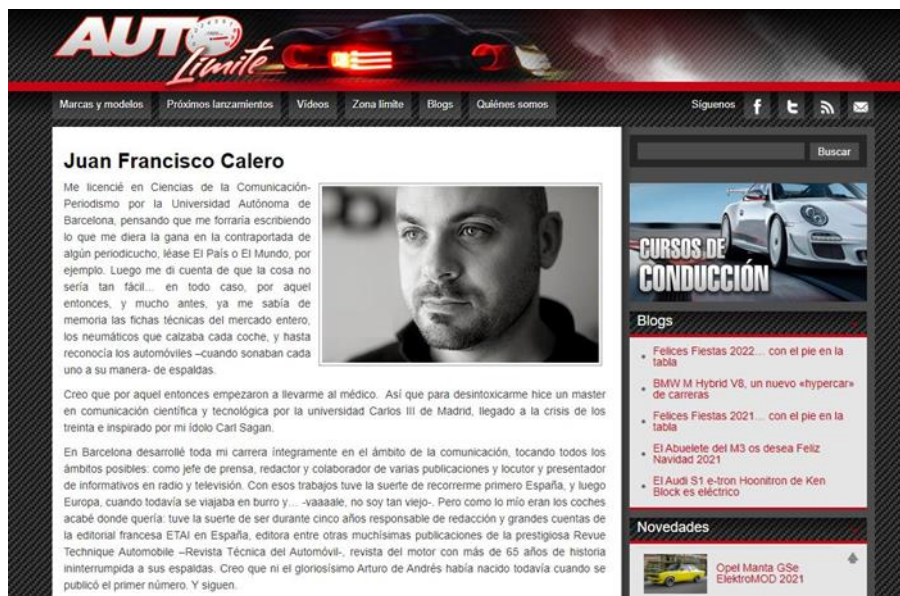 AUTO
Limite
Marcas y modelos Próximos lanzamientos Vídeos Zona límite Blogs Quiénes somos Síguenos
Juan Francisco Calero
Me licencié en Ciencias de la Comunicación-
Periodismo por la Universidad Autónoma de
Barcelona, pensando que me forraría escribiendo
lo que me diera la gana en la contraportada de
algún periodicucho, léase El País o El Mundo, por
ejemplo. Luego me di cuenta de que la cosa no
sería tan fácil... en todo caso, por aquel
entonces, y mucho antes, ya me sabía de
memoria las fichas técnicas del mercado entero,
los neumáticos que calzaba cada coche, y hasta
reconocía los automóviles –cuando sonaban cada
uno a su manera- de espaldas.
Creo que por aquel entonces empezaron a llevarme al médico. Así que para desintoxicarme hice un master
en comunicación científica y tecnológica por la universidad Carlos III de Madrid, llegado a la crisis de los
treinta e inspirado por mi ídolo Carl Sagan.
En Barcelona desarrollé toda mi carrera íntegramente en el ámbito de la comunicación, tocando todos los
ámbitos posibles: como jefe de prensa, redactor y colaborador de varias publicaciones y locutor y presentador
de informativos en radio y televisión. Con esos trabajos tuve la suerte de recorrerme primero España, y luego
Europa, cuando todavía se viajaba en burro y… -vaaaale, no soy tan viejo-. Pero como lo mío eran los coches
acabé donde quería: tuve la suerte de ser durante cinco años responsable de redacción y grandes cuentas de
la editorial francesa ETAI en España, editora entre otras muchísimas publicaciones de la prestigiosa Revue
Technique Automobile –Revista Técnica del Automóvil-, revista del motor con más de 65 años de historia
ininterrumpida a sus espaldas. Creo que ni el gloriosísimo Arturo de Andrés había nacido todavía cuando se
publicó el primer número. Y siguen.
Buscar
CURSOS DE
CONDUCCIÓN
Blogs
Felices Fiestas 2022… con el pie en la
tabla
BMW M Hybrid V8, un nuevo «hypercar»
de carreras
Felices Fiestas 2021… con el pie en la
tabla
El Abuelete del M3 os desea Feliz
Navidad 2021
El Audi S1 e-tron Hoonitron de Ken
Block es eléctrico
Novedades
Opel Manta GSe
ElektroMOD 2021